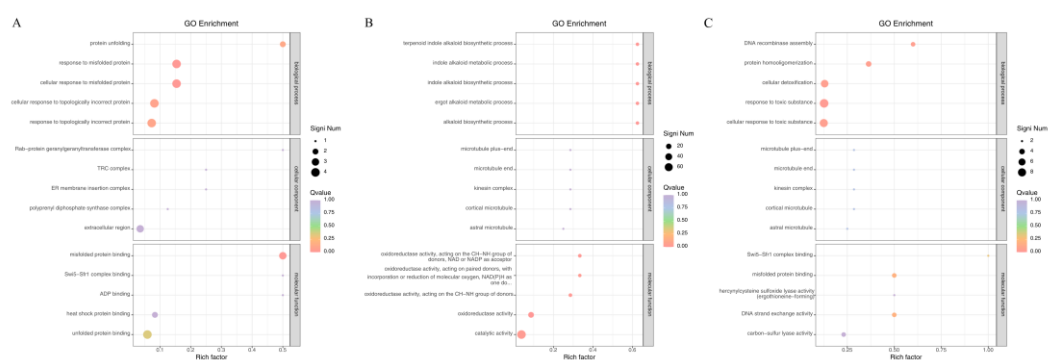 A
GO Enrichment
protein unfolding
response to misfolded protein
cellular response to misfolded protein
cellular response to topologically incorrect protein
response to topologically incorrect protein
biological process
Rab−protein geranylgeranyltransferase complex
TRC complex
ER membrane insertion complex
polyprenyl diphosphate synthase complex
extracellular region
cellular component
misfolded protein binding
Swi5−Sfr1 complex binding
ADP binding
heat shock protein binding
unfolded protein binding
molecular function
0.1 0.2 0.3 0.4 0.5
Rich factor
Signi Num
1
2
3
4
Qvalue
1.00
0.75
0.50
0.25
0.00
B
GO Enrichment
terpenoid indole alkaloid biosynthetic process
indole alkaloid metabolic process
indole alkaloid biosynthetic process
ergot alkaloid metabolic process
alkaloid biosynthetic process
biological process
microtubule plus−end
microtubule end
kinesin complex
cortical microtubule
astral microtubule
cellular component
oxidoreductase activity, acting on the CH−NH group of
donors, NAD or NADP as acceptor
oxidoreductase activity, acting on paired donors, with
incorporation or reduction of molecular oxygen, NAD(P)H as
one do...
oxidoreductase activity, acting on the CH−NH group of donors
oxidoreductase activity
catalytic activity
molecular function
0.2 0.4 0.6
Rich factor
Signi Num
20
40
60
Qvalue
1.00
0.75
0.50
0.25
0.00
C
GO Enrichment
DNA recombinase assembly
protein homooligomerization
cellular detoxification
response to toxic substance
cellular response to toxic substance
biological process
microtubule plus−end
microtubule end
kinesin complex
cortical microtubule
astral microtubule
cellular component
Swi5−Sfr1 complex binding
misfolded protein binding
hercynylcysteine sulfoxide lyase activity
(ergothioneine−forming)
DNA strand exchange activity
carbon−sulfur lyase activity
molecular function
0.25 0.50 0.75 1.00
Rich factor
Signi Num
2
4
6
8
Qvalue
1.00
0.75
0.50
0.25
0.00